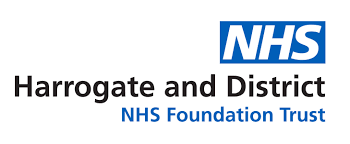 NHS
Harrogate and District
NHS Foundation Trust